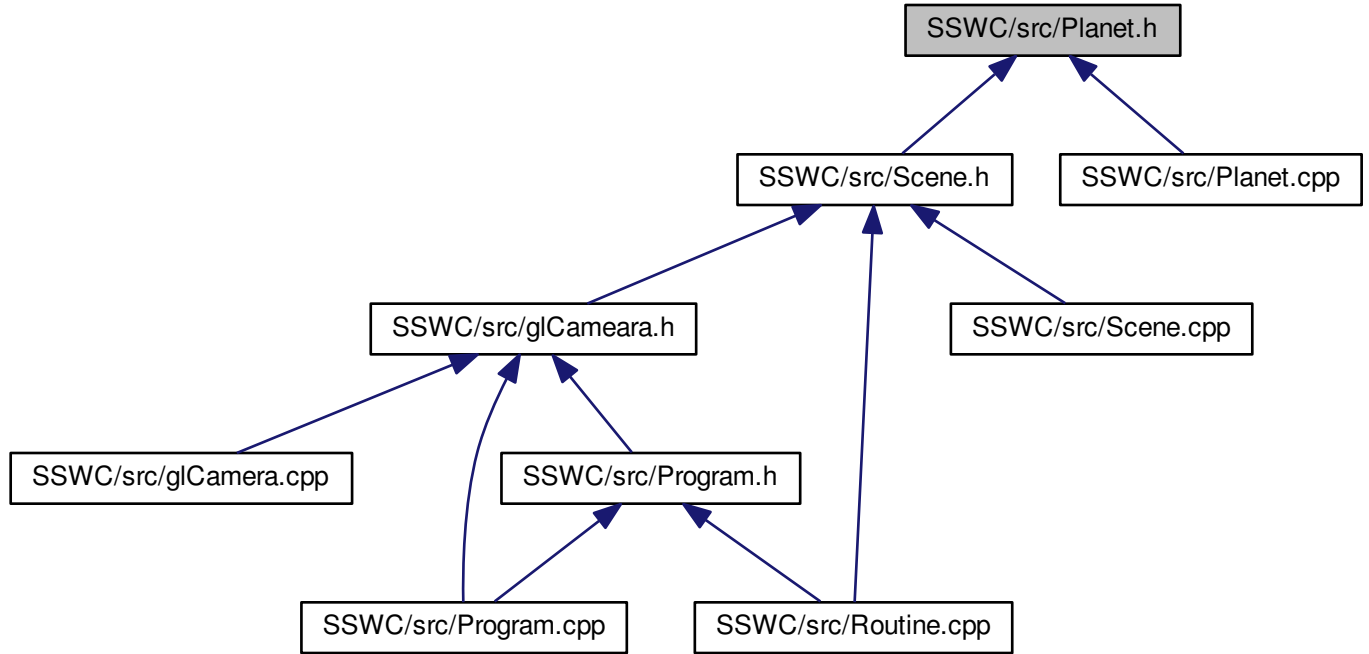 SSWC/src/Planet.h
SSWC/src/Scene.h
SSWC/src/Planet.cpp
SSWC/src/glCameara.h
SSWC/src/Scene.cpp
SSWC/src/glCamera.cpp
SSWC/src/Program.h
SSWC/src/Program.cpp
SSWC/src/Routine.cpp